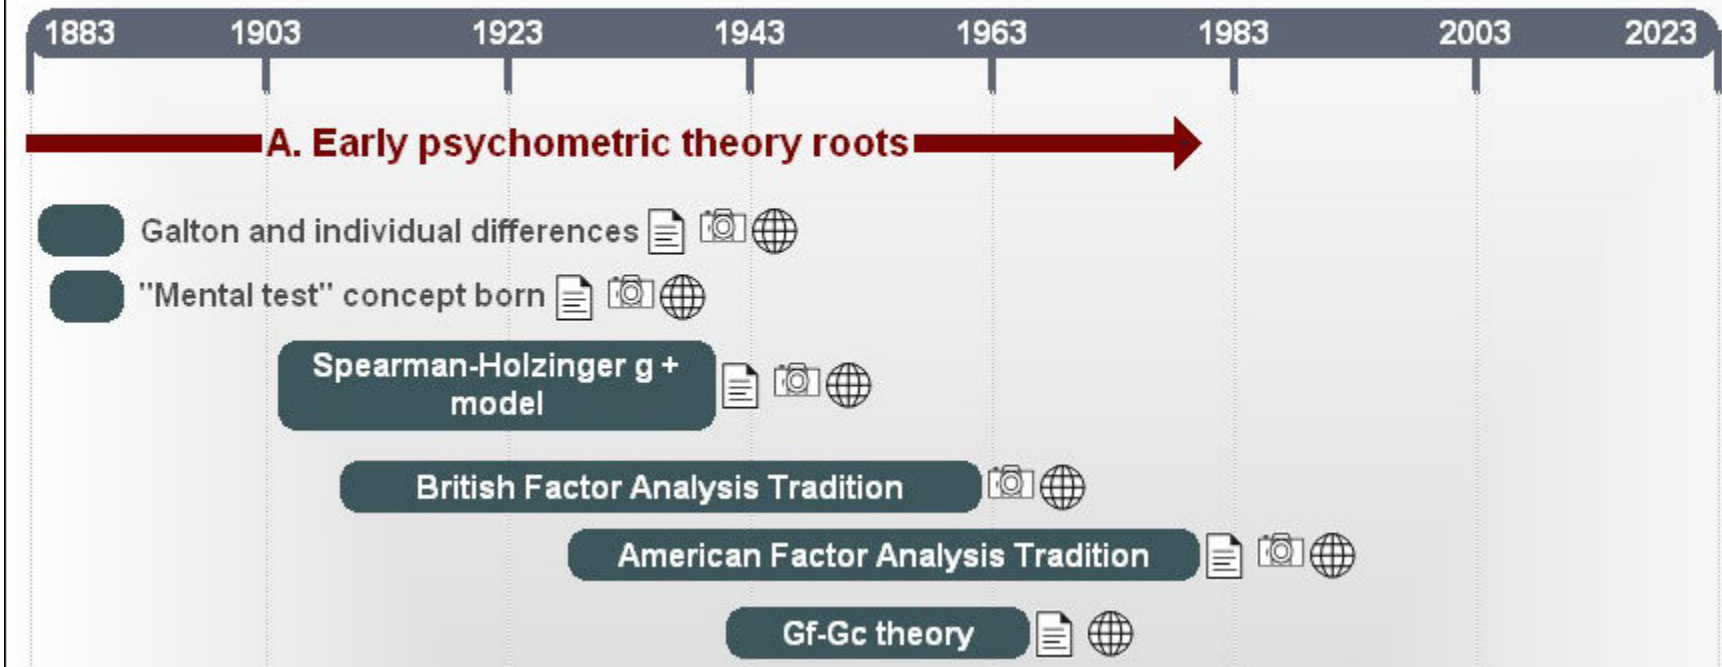 1883 1903 1923 1943 1963 1983 2003 2023
A. Early psychometric theory roots
Galton and individual differences
"Mental test" concept born
Spearman-Holzinger g +
model
British Factor Analysis Tradition
American Factor Analysis Tradition
Gf-Gc theory